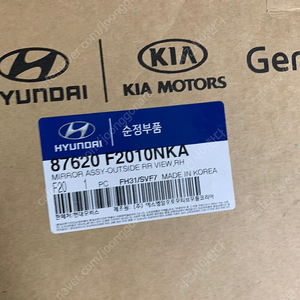 HYUNDAI KIA Gen
KIA MOTORS
HYUNDAI 순정부품
87620 F2010NKA
MIRROR ASSY-OUTSIDE RR VIEW,RH
F20 1 PC FH31/SVF7 MADE IN KOREA